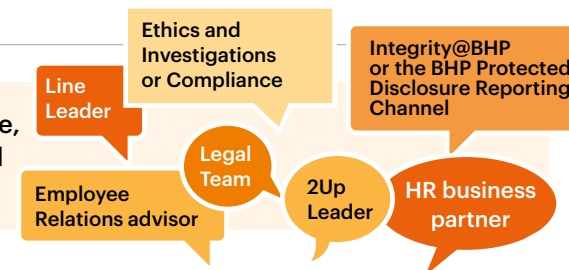 Ethics and
Investigations
or Compliance
Integrity@BHP
or the BHP Protected
Disclosure Reporting
Channel
Line
Leader
e,
Legal
Team
Employee
Relations advisor
2Up
Leader
HR business
partner